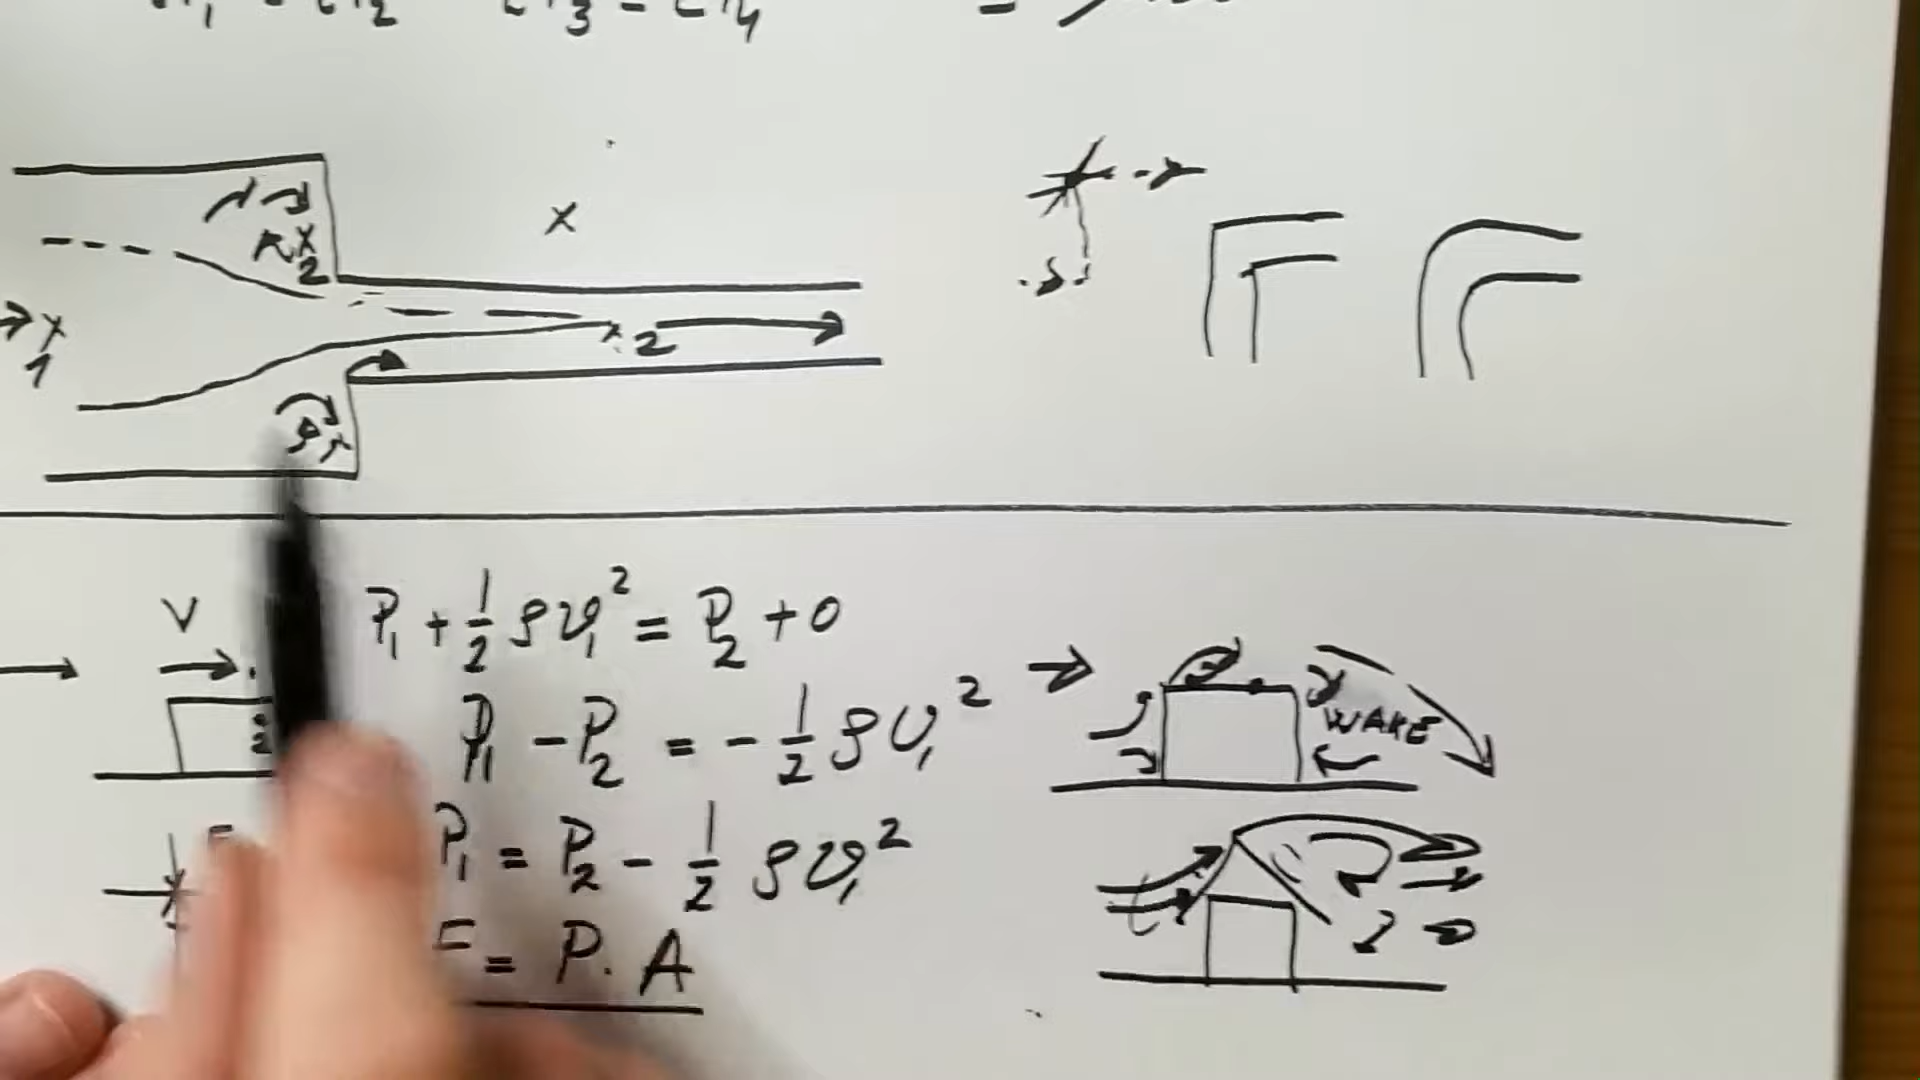 x
x
2
x
1
2
V
P₁ + 1/2 ρv₁² = P₂ + 0
P₁ - P₂ = - 1/2 ρv₁²
WAKE
P₁ = P₂ - 1/2 ρv₁²
F = P. A